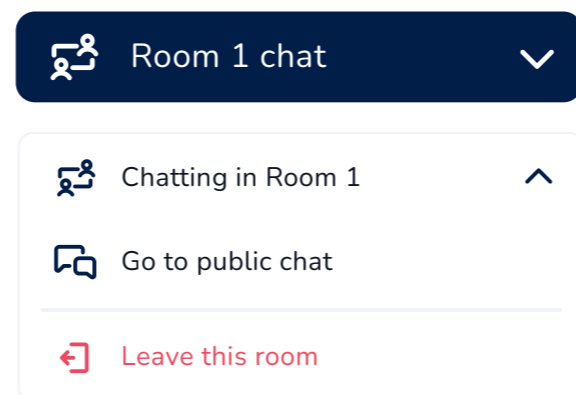 Room 1 chat
Chatting in Room 1
Go to public chat
Leave this room